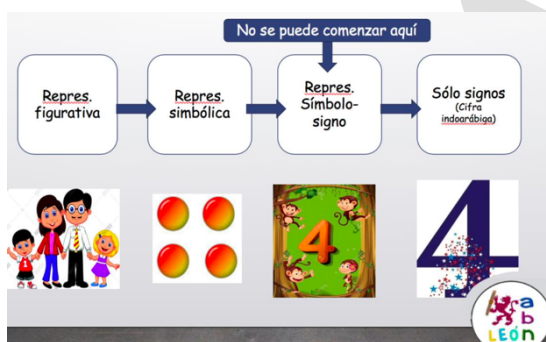 No se puede comenzar aquí
Repres.
figurativa
Repres.
simbólica
Repres.
Símbolo-
signo
Sólo signos
(Cifra
indoarábiga)
4
4
a
b
LEÓN